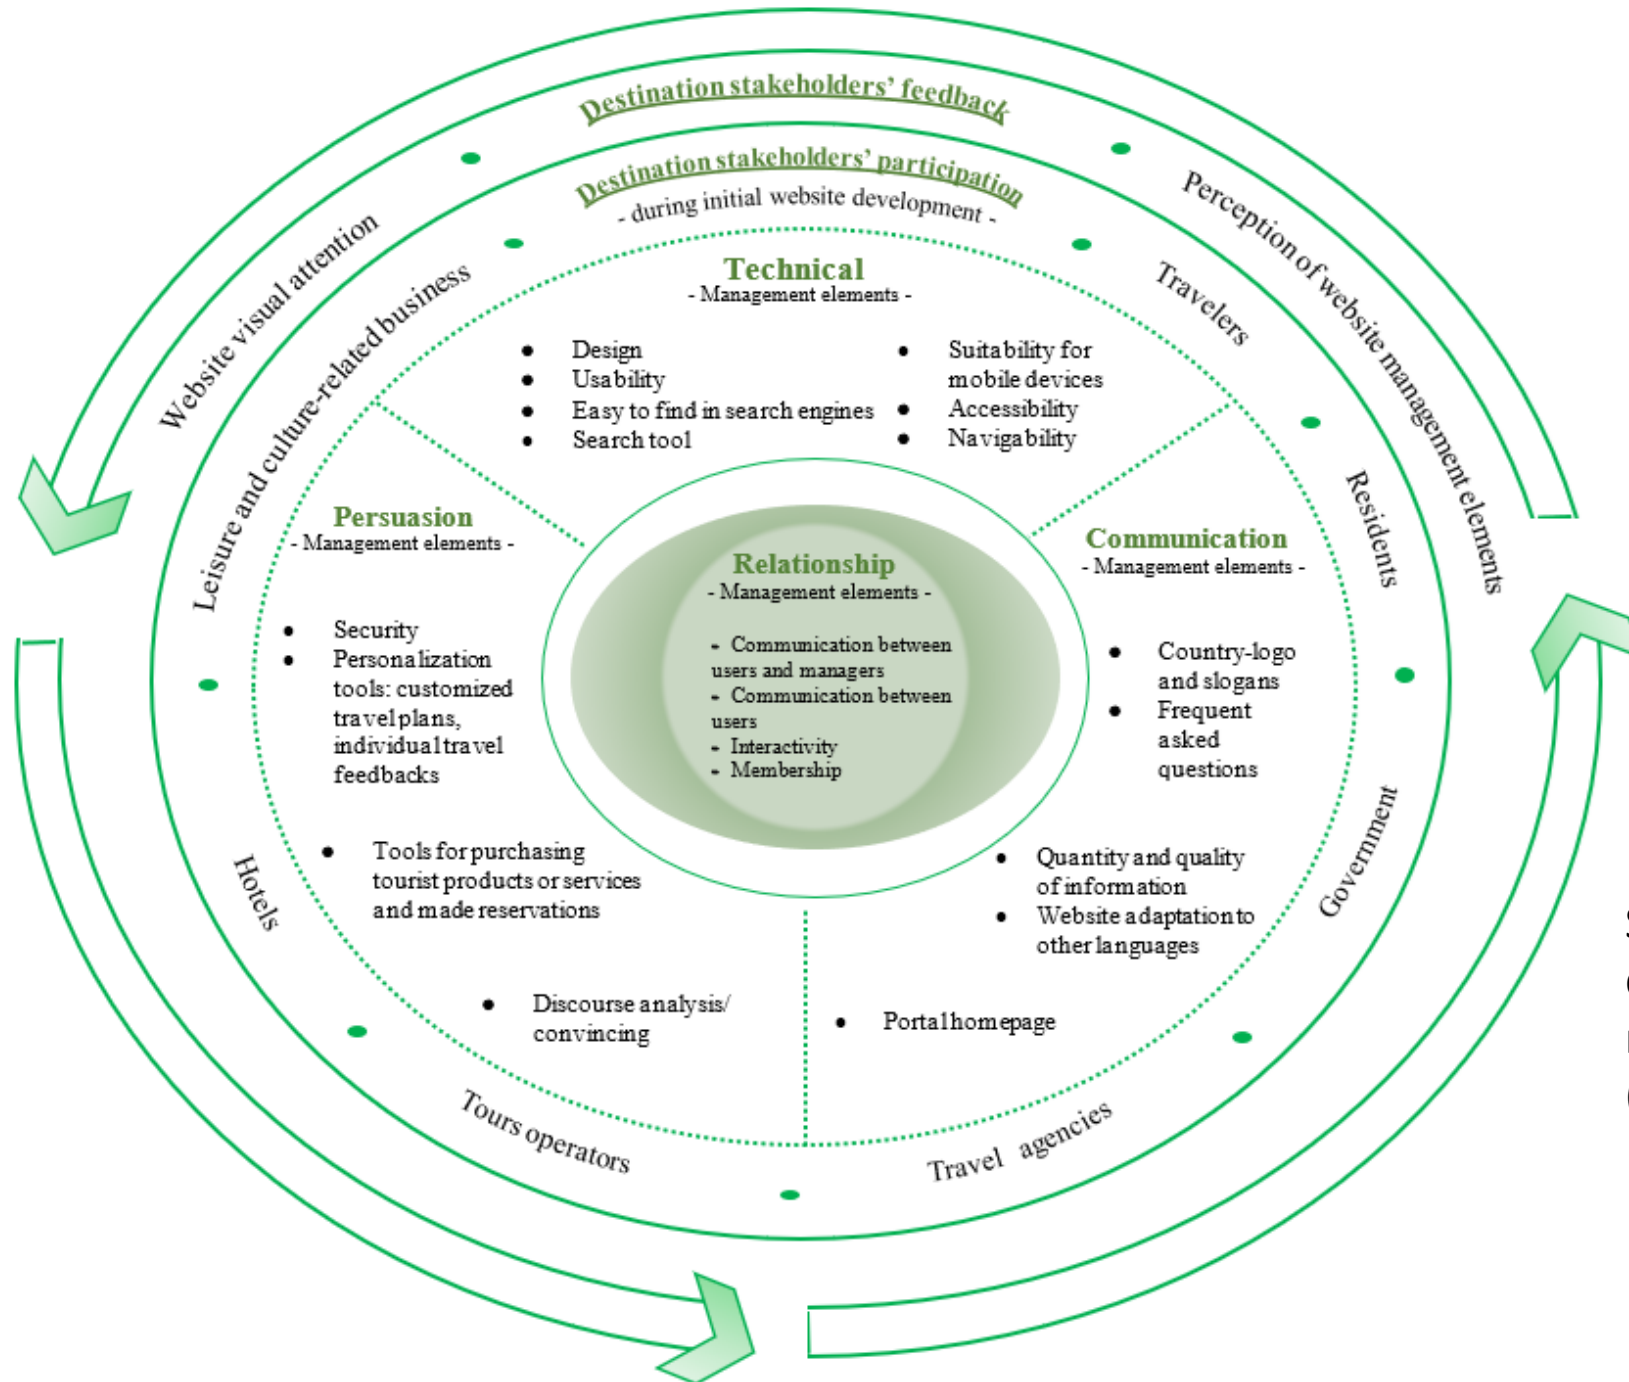 Destination stakeholders’ feedback
Website visual attention
Perception of website management elements
Destination stakeholders’ participation
- during initial website development -
Leisure and culture-related business
Travelers
Residents
Government
Travel agencies
Tours operators
Hotels
Technical
- Management elements -
● Design
● Usability
● Easy to find in search engines
● Search tool
● Suitability for
mobile devices
● Accessibility
● Navigability
Persuasion
- Management elements -
● Security
● Personalization
tools: customized
travel plans,
individual travel
feedbacks
● Tools for purchasing
tourist products or services
and made reservations
● Discourse analysis/
convincing
Relationship
- Management elements -
Communication between
users and managers
Communication between
users
Interactivity
Membership
Communication
- Management elements -
● Country-logo
and slogans
● Frequent
asked
questions
● Quantity and quality
of information
● Website adaptation to
other languages
● Portal homepage